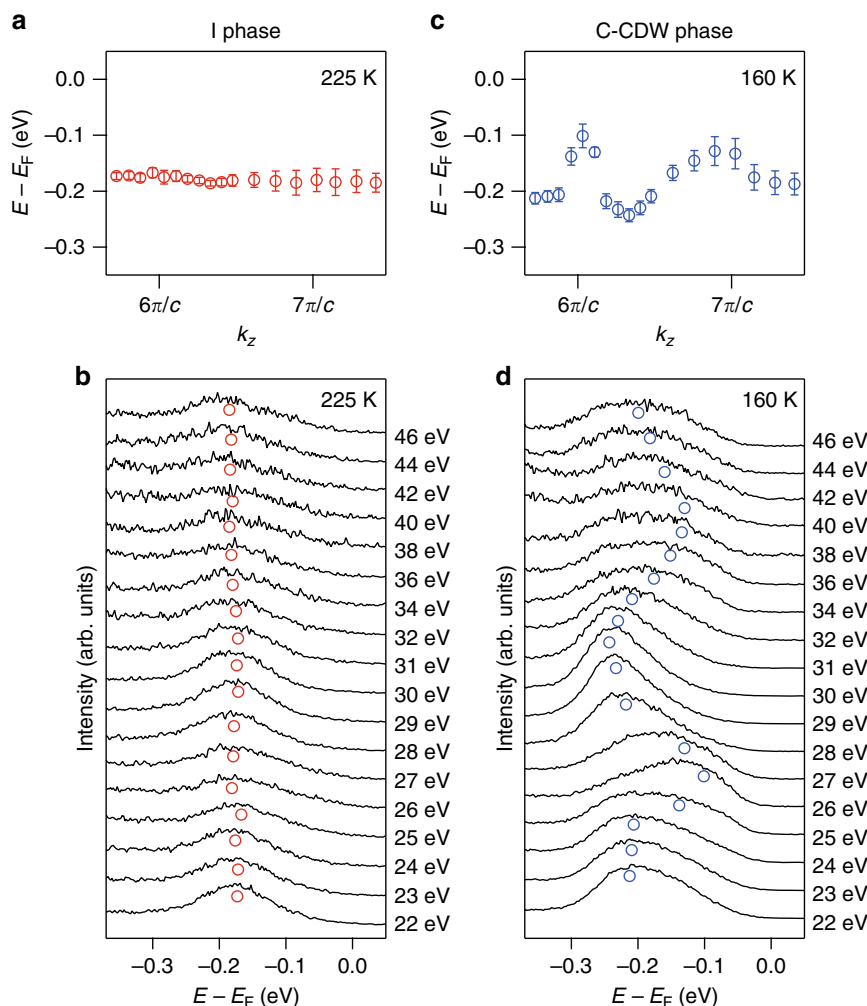 a
I phase
225 K
0.0
−0.1
−0.2
−0.3
E − E_F (eV)
6π/c
7π/c
k_z
c
C-CDW phase
160 K
0.0
−0.1
−0.2
−0.3
E − E_F (eV)
6π/c
7π/c
k_z
b
225 K
46 eV
44 eV
42 eV
40 eV
38 eV
36 eV
34 eV
32 eV
31 eV
30 eV
29 eV
28 eV
27 eV
26 eV
25 eV
24 eV
23 eV
22 eV
Intensity (arb. units)
−0.3
−0.2
−0.1
0.0
E − E_F (eV)
d
160 K
46 eV
44 eV
42 eV
40 eV
38 eV
36 eV
34 eV
32 eV
31 eV
30 eV
29 eV
28 eV
27 eV
26 eV
25 eV
24 eV
23 eV
22 eV
Intensity (arb. units)
−0.3
−0.2
−0.1
0.0
E − E_F (eV)